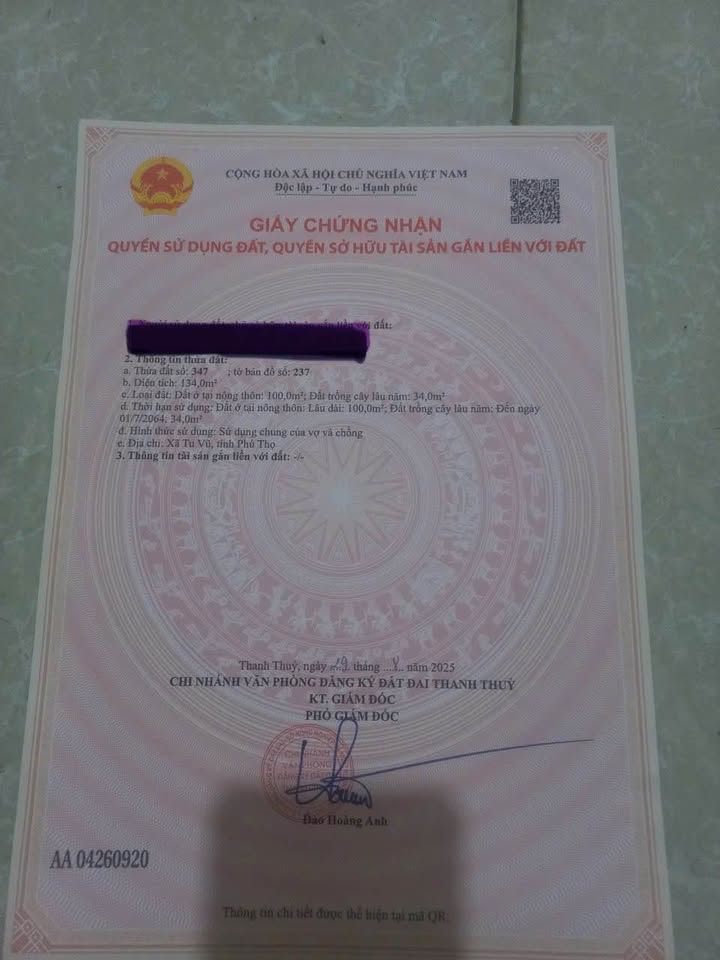 CỘNG HÒA XÃ HỘI CHỦ NGHĨA VIỆT NAM
Độc lập - Tự do - Hạnh phúc
GIẤY CHỨNG NHẬN
QUYỀN SỬ DỤNG ĐẤT, QUYỀN SỞ HỮU TÀI SẢN GẮN LIỀN VỚI ĐẤT
đất:
2. Thông tin thửa đất:
a. Thửa đất số: 347 ; tờ bản đồ số: 237
b. Diện tích: 134,0m²
c. Loại đất: Đất ở tại nông thôn: 100,0m²; Đất trồng cây lâu năm: 34,0m²
d. Thời hạn sử dụng: Đất ở tại nông thôn: Lâu dài: 100,0m²; Đất trồng cây lâu năm: Đến ngày
01/7/2064: 34,0m²
đ. Hình thức sử dụng: Sử dụng chung của vợ và chồng
e. Địa chỉ: Xã Tu Vũ, tỉnh Phú Thọ
3. Thông tin tài sản gắn liền với đất: -/-
Thanh Thuỷ, ngày tháng năm 2025
CHI NHÁNH VĂN PHÒNG ĐĂNG KÝ ĐẤT ĐAI THANH THUỶ
KT. GIÁM ĐỐC
PHÓ GIÁM ĐỐC
CHI NHÁNH
VĂN PHÒNG
Đào Hoàng Anh
AA 04260920
Thông tin chi tiết được thể hiện tại mã QR.